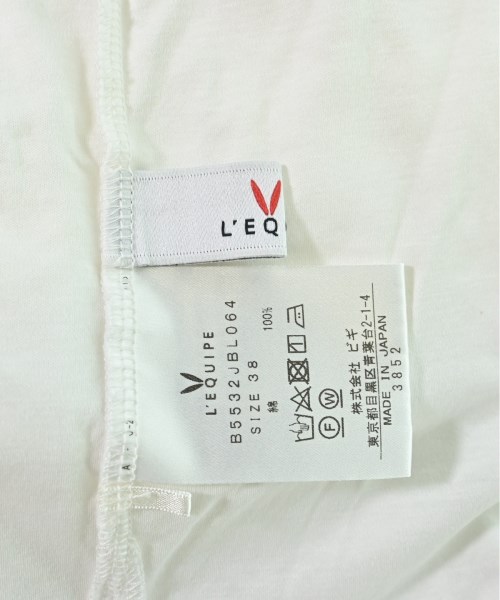 L'EQ
L'EQUIPE
B5532JBL064
SIZE 38
綿 100%
F W
株式会社 ビギ
東京都目黒区青葉台2-1-4
MADE IN JAPAN
3852